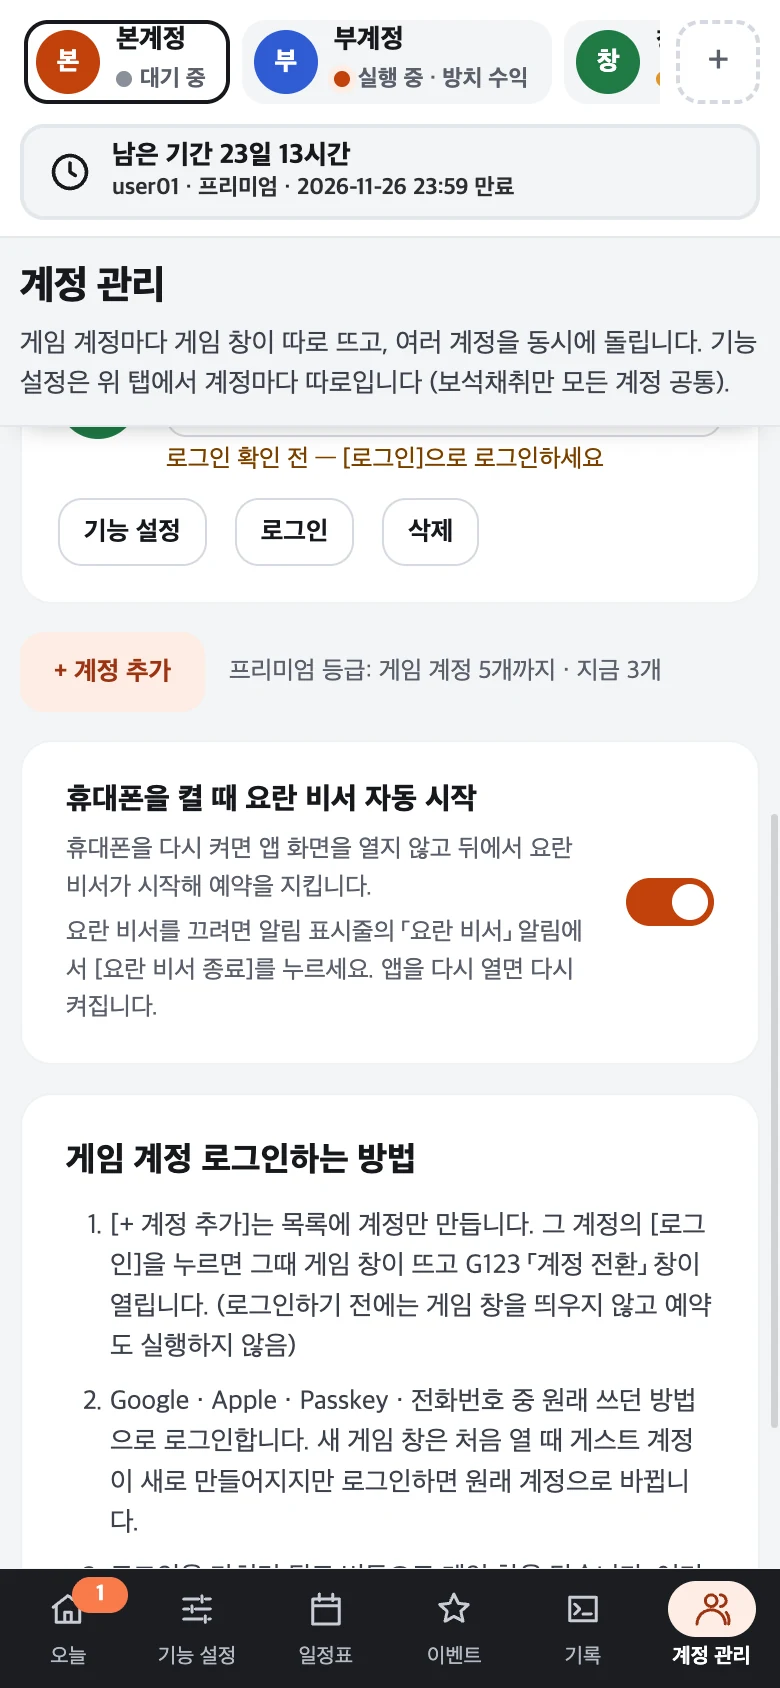 본
본계정
대기 중
부
부계정
실행 중 · 방치 수익
창
+
남은 기간 23일 13시간
user01 · 프리미엄 · 2026-11-26 23:59 만료
계정 관리
게임 계정마다 게임 창이 따로 뜨고, 여러 계정을 동시에 돌립니다. 기능
설정은 위 탭에서 계정마다 따로입니다 (보석채취만 모든 계정 공통).
로그인 확인 전 — [로그인]으로 로그인하세요
기능 설정
로그인
삭제
+ 계정 추가
프리미엄 등급: 게임 계정 5개까지 · 지금 3개
휴대폰을 켤 때 요란 비서 자동 시작
휴대폰을 다시 켜면 앱 화면을 열지 않고 뒤에서 요란
비서가 시작해 예약을 지킵니다.
요란 비서를 끄려면 알림 표시줄의 「요란 비서」 알림에
서 [요란 비서 종료]를 누르세요. 앱을 다시 열면 다시
켜집니다.
게임 계정 로그인하는 방법
1. [+ 계정 추가]는 목록에 계정만 만듭니다. 그 계정의 [로그
인]을 누르면 그때 게임 창이 뜨고 G123 「계정 전환」 창이
열립니다. (로그인하기 전에는 게임 창을 띄우지 않고 예약
도 실행하지 않음)
2. Google · Apple · Passkey · 전화번호 중 원래 쓰던 방법
으로 로그인합니다. 새 게임 창은 처음 열 때 게스트 계정
이 새로 만들어지지만 로그인하면 원래 계정으로 바뀝니
다.
1
오늘
기능 설정
일정표
이벤트
기록
계정 관리